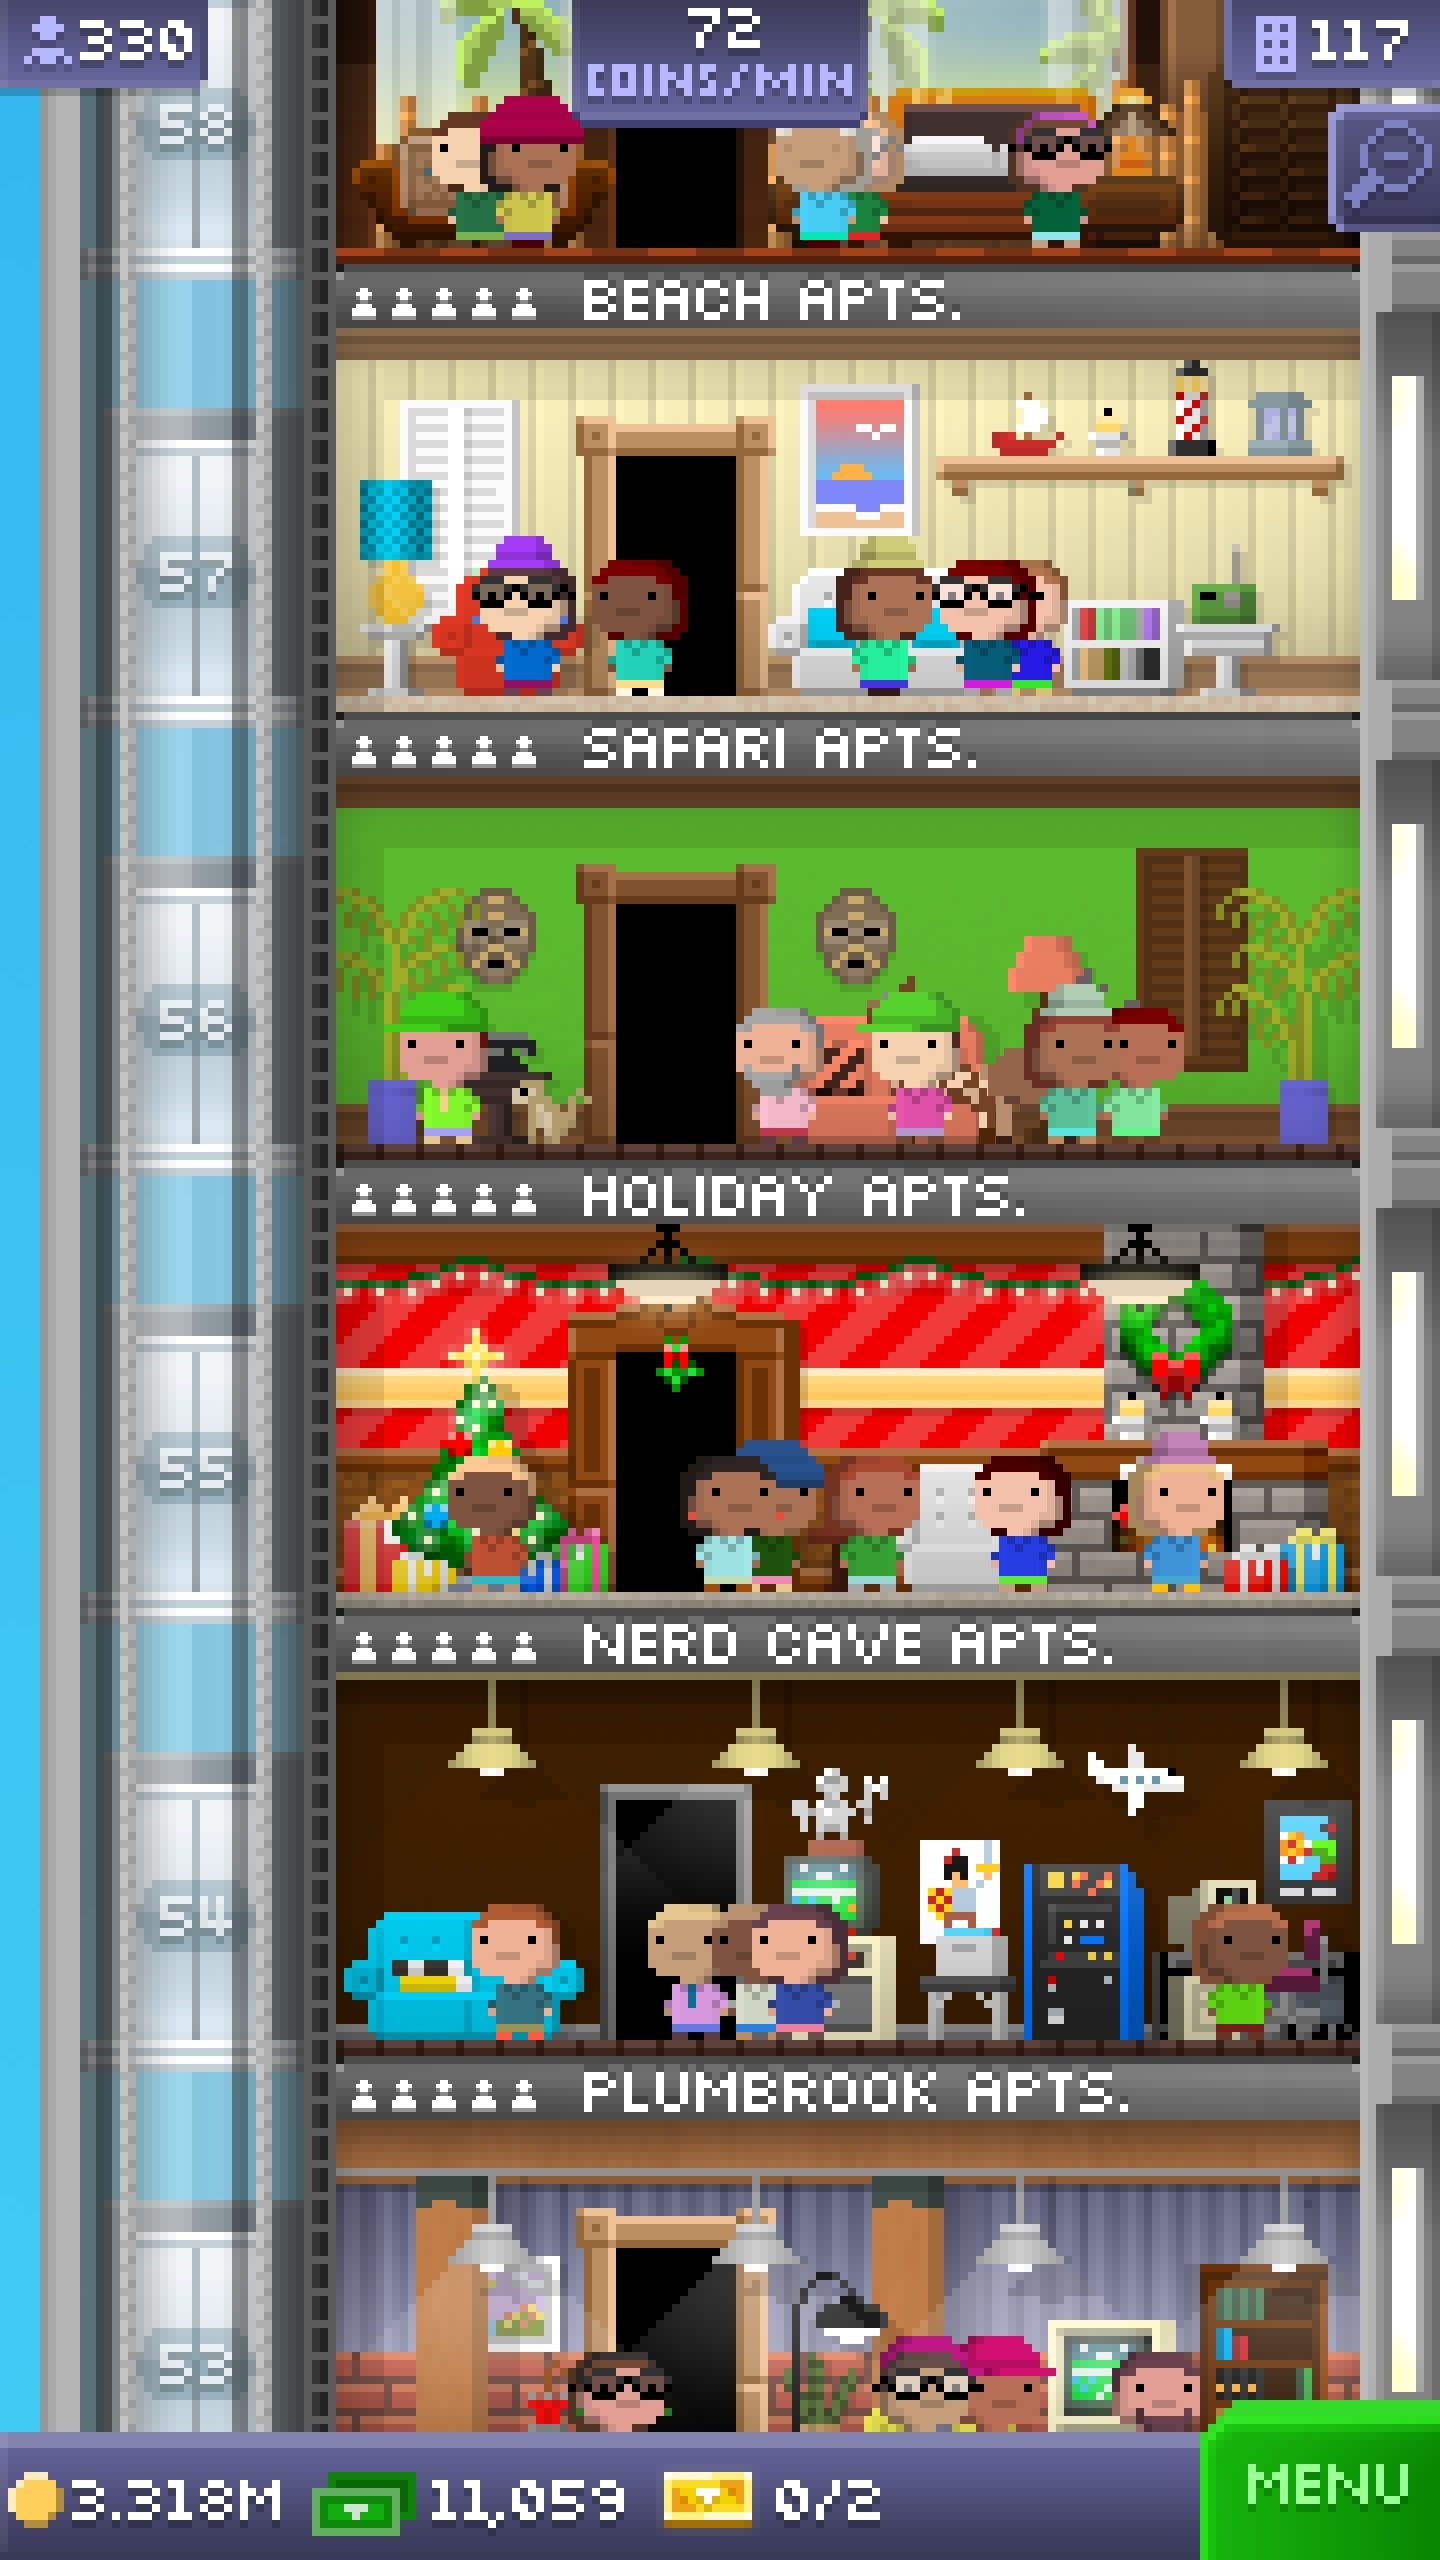 330
72
COINS/MIN
117
58
BEACH APTS.
57
SAFARI APTS.
56
HOLIDAY APTS.
55
NERD CAVE APTS.
54
PLUMBROOK APTS.
53
3.318M
11,059
0/2
MENU